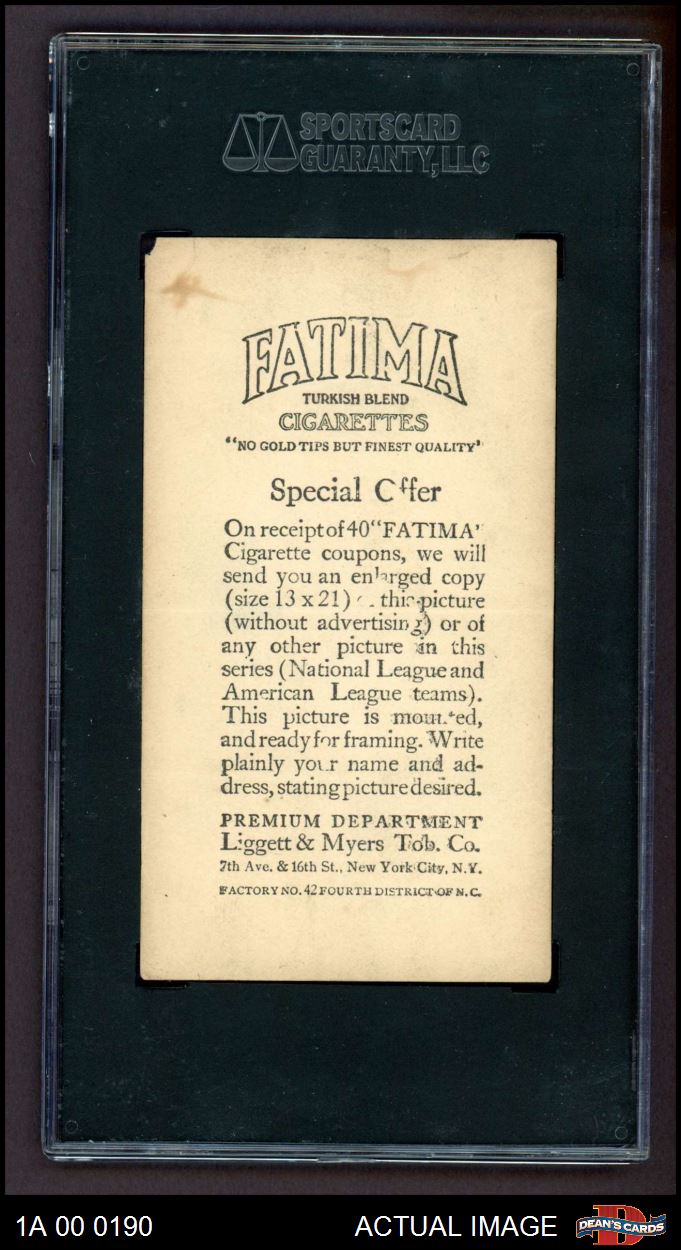 SPORTSCARD
GUARANTY, LLC
FATIMA
TURKISH BLEND
CIGARETTES
"NO GOLD TIPS BUT FINEST QUALITY"
Special Offer
On receipt of 40 "FATIMA"
Cigarette coupons, we will
send you an enlarged copy
(size 13 x 21) this picture
(without advertising) or of
any other picture in this
series (National League and
American League teams).
This picture is mounted,
and ready for framing. Write
plainly your name and ad-
dress, stating picture desired.
PREMIUM DEPARTMENT
Liggett & Myers Tob. Co.
7th Ave. & 16th St., New York City, N.Y.
FACTORY NO. 42 FOURTH DISTRICT OF N.C.
1A 00 0190
ACTUAL IMAGE
DEAN'S CARDS